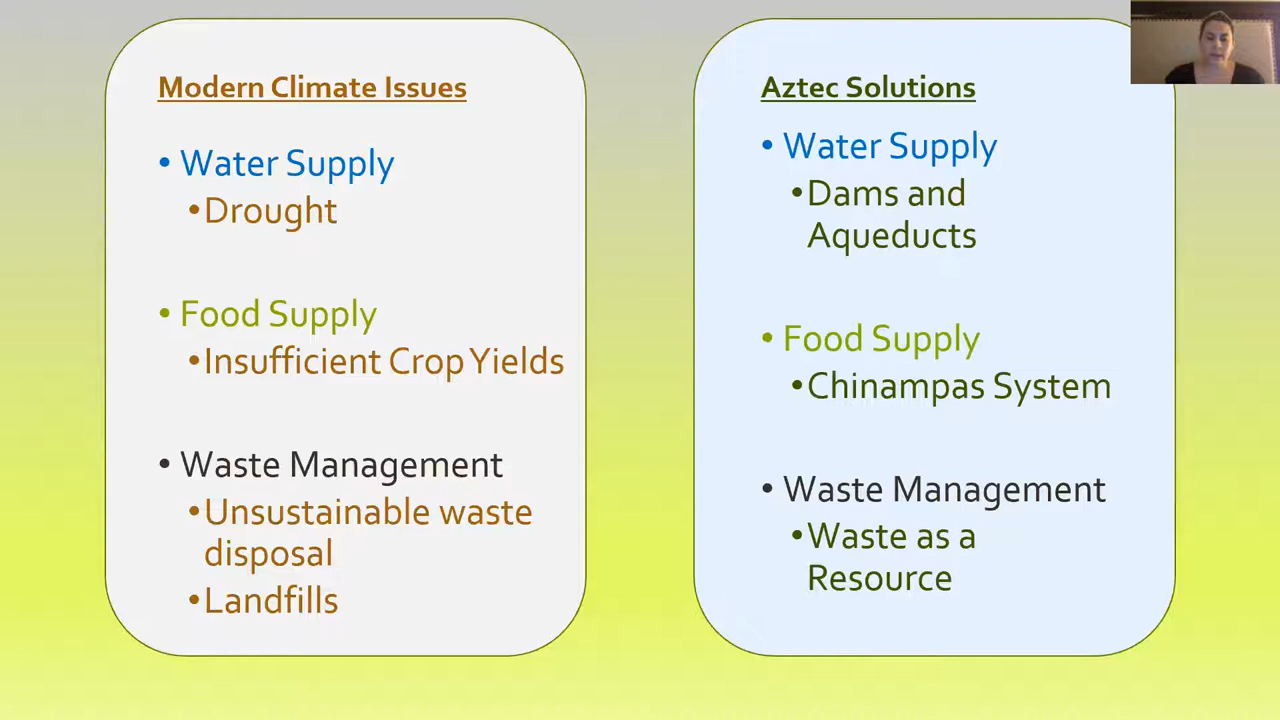 Modern Climate Issues
• Water Supply
•Drought
• Food Supply
•Insufficient Crop Yields
• Waste Management
•Unsustainable waste
disposal
•Landfills
Aztec Solutions
• Water Supply
•Dams and
Aqueducts
• Food Supply
•Chinampas System
• Waste Management
•Waste as a
Resource